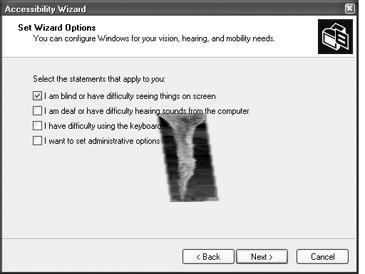 Accessibility Wizard
Set Wizard Options
You can configure Windows for your vision, hearing, and mobility needs.
Select the statements that apply to you:
I am blind or have difficulty seeing things on screen
I am deaf or have difficulty hearing sounds from the computer
I have difficulty using the keyboard
I want to set administrative options
< Back
Next >
Cancel